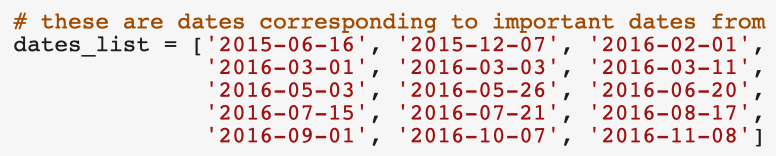 # these are dates corresponding to important dates from
dates_list = ['2015-06-16', '2015-12-07', '2016-02-01',
'2016-03-01', '2016-03-03', '2016-03-11',
'2016-05-03', '2016-05-26', '2016-06-20',
'2016-07-15', '2016-07-21', '2016-08-17',
'2016-09-01', '2016-10-07', '2016-11-08']